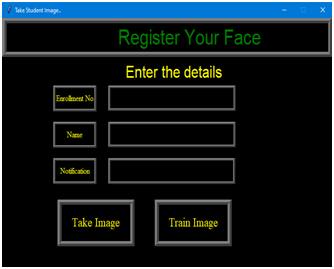 Take Student Image..
Register Your Face
Enter the details
Enrollment No
Name
Notification
Take Image Train Image